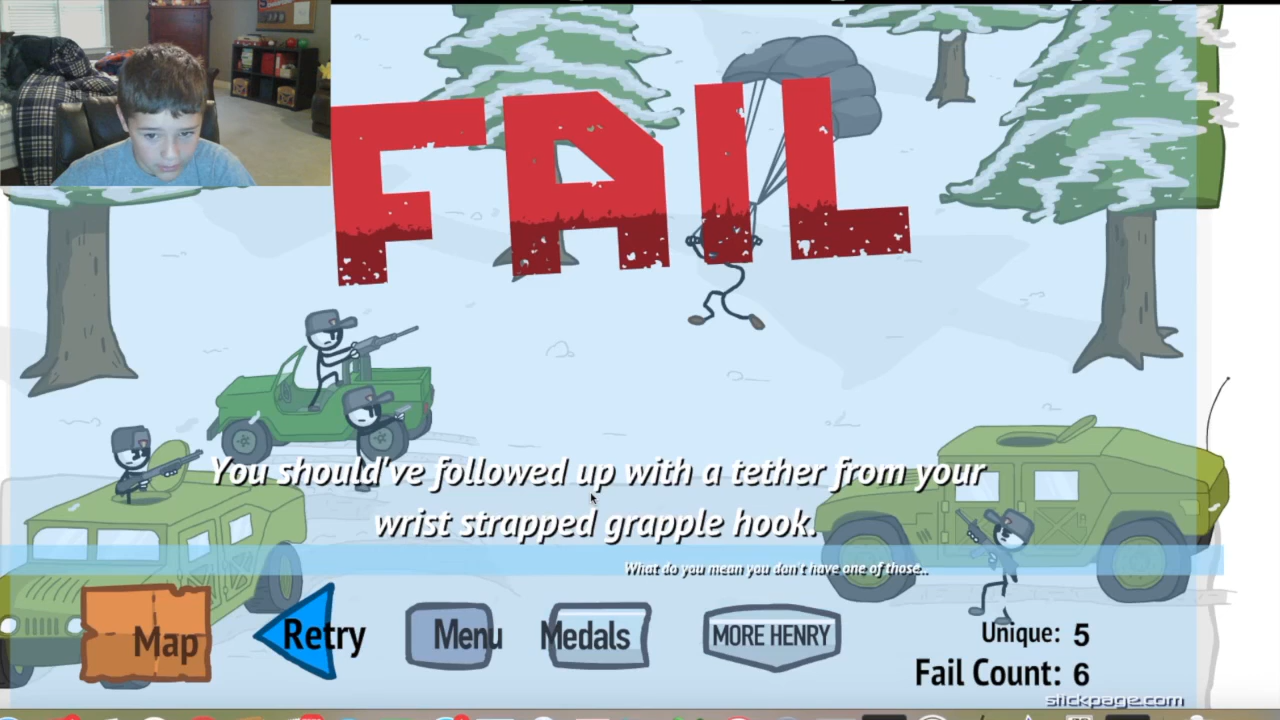 FAIL
You should've followed up with a tether from your
wrist strapped grapple hook.
What do you mean you don't have one of those..
Map
Retry
Menu
Medals
MORE HENRY
Unique: 5
Fail Count: 6
stickpage.com